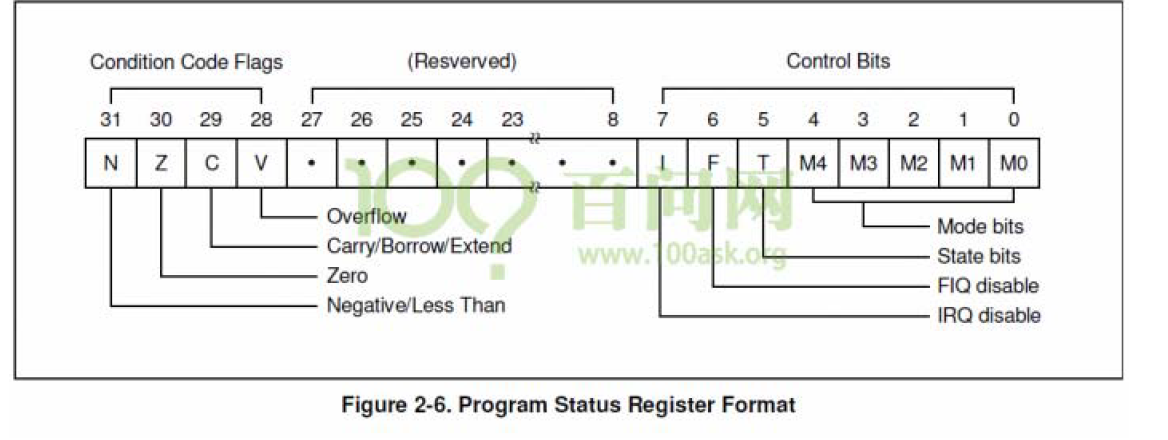 Condition Code Flags (Resverved) Control Bits
31 30 29 28 27 26 25 24 23 8 7 6 5 4 3 2 1 0
N Z C V • • • • • • • I F T M4 M3 M2 M1 M0
Overflow
Carry/Borrow/Extend
Zero
Negative/Less Than
Mode bits
State bits
FIQ disable
IRQ disable
100? 百问网
www.100ask.org
Figure 2-6. Program Status Register Format